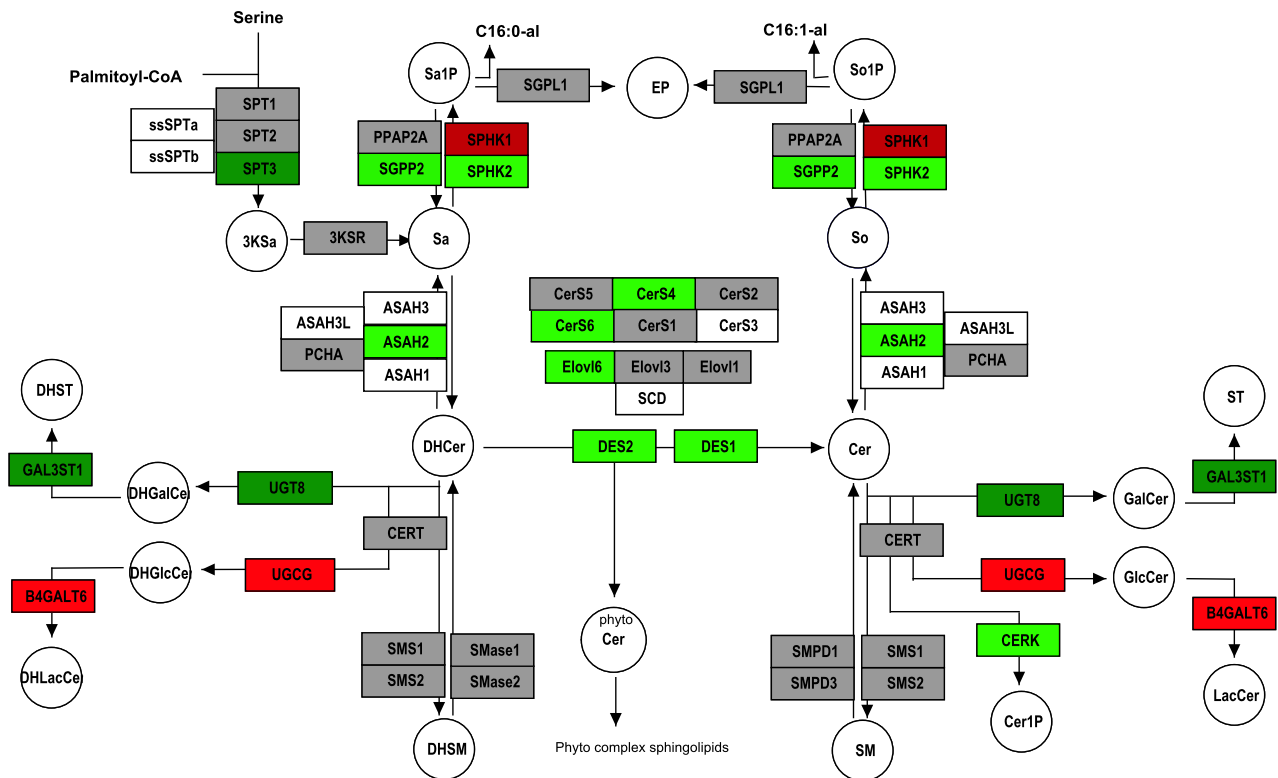 Serine
C16:0-al
C16:1-al
Palmitoyl-CoA
Sa1P
SGPL1
EP
SGPL1
So1P
SPT1
ssSPTa
SPT2
ssSPTb
SPT3
PPAP2A
SPHK1
SGPP2
SPHK2
PPAP2A
SPHK1
SGPP2
SPHK2
3KSa
3KSR
Sa
So
CerS5
CerS4
CerS2
CerS6
CerS1
CerS3
ASAH3
ASAH3L
ASAH2
PCHA
ASAH1
ASAH3
ASAH3L
ASAH2
PCHA
ASAH1
Elovl6
Elovl3
Elovl1
SCD
DHST
ST
DHCer
DES2
DES1
Cer
GAL3ST1
DHGalCer
UGT8
UGT8
GalCer
GAL3ST1
CERT
CERT
DHGlcCer
UGCG
UGCG
GlcCer
B4GALT6
B4GALT6
phyto
Cer
CERK
SMS1
SMase1
SMS2
SMase2
SMPD1
SMS1
SMPD3
SMS2
DHLacCer
LacCer
Cer1P
DHSM
Phyto complex sphingolipids
SM